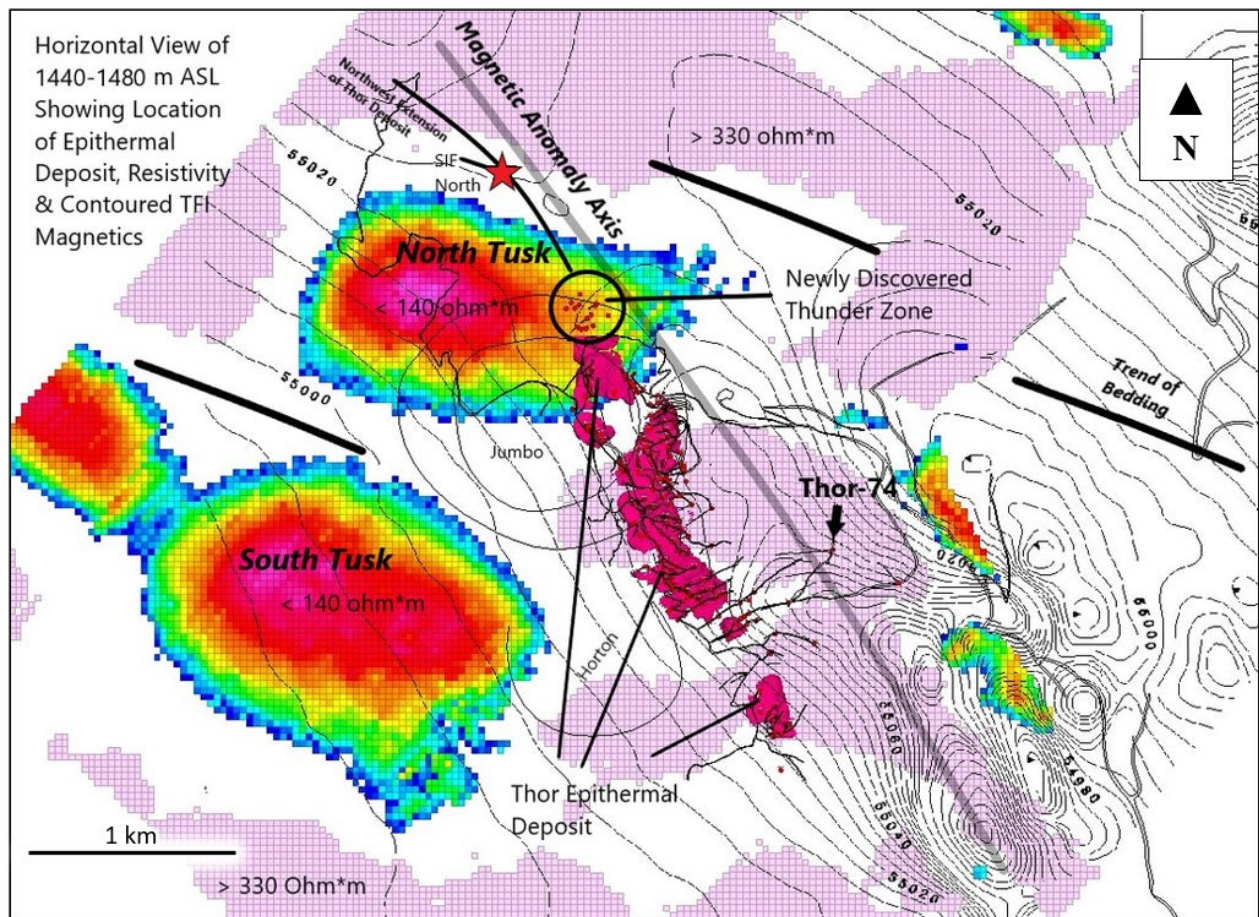 Horizontal View of
1440-1480 m ASL
Showing Location
of Epithermal
Deposit, Resistivity
& Contoured TFI
Magnetics
Northwest Extension
of Thor Deposit
Magnetic Anomaly Axis
> 330 ohm*m
N
SIF
North
55020
55020
North Tusk
< 140 ohm*m
Newly Discovered
Thunder Zone
55000
Trend of
Bedding
Jumbo
Thor-74
South Tusk
< 140 ohm*m
55000
Horton
55060
54980
Thor Epithermal
Deposit
55040
55020
1 km
> 330 Ohm*m